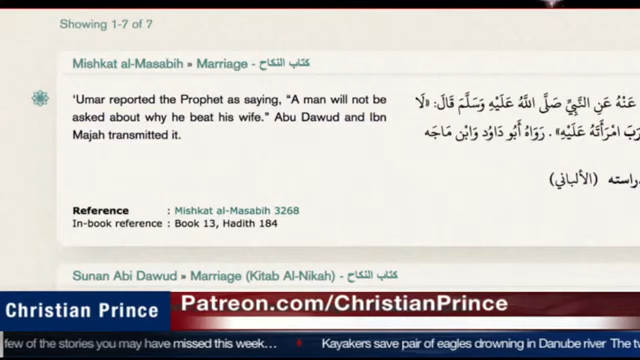 Showing 1-7 of 7
Mishkat al-Masabih » Marriage - كتاب النكاح
'Umar reported the Prophet as saying, "A man will not be
asked about why he beat his wife." Abu Dawud and Ibn
Majah transmitted it.
عَنْهُ عَنِ النَّبِيِّ صَلَّى اللَّهُ عَلَيْهِ وَسَلَّمَ قَالَ: «لَا
امْرَأَتَهُ عَلَيْهِ» . رَوَاهُ أَبُو دَاوُد وَابْن مَاجَه
(الألباني)
Reference : Mishkat al-Masabih 3268
In-book reference : Book 13, Hadith 184
Sunan Abi Dawud » Marriage (Kitab Al-Nikah) - كتاب النكاح
Christian Prince
Patreon.com/ChristianPrince
few of the stories you may have missed this week... Kayakers save pair of eagles drowning in Danube river The